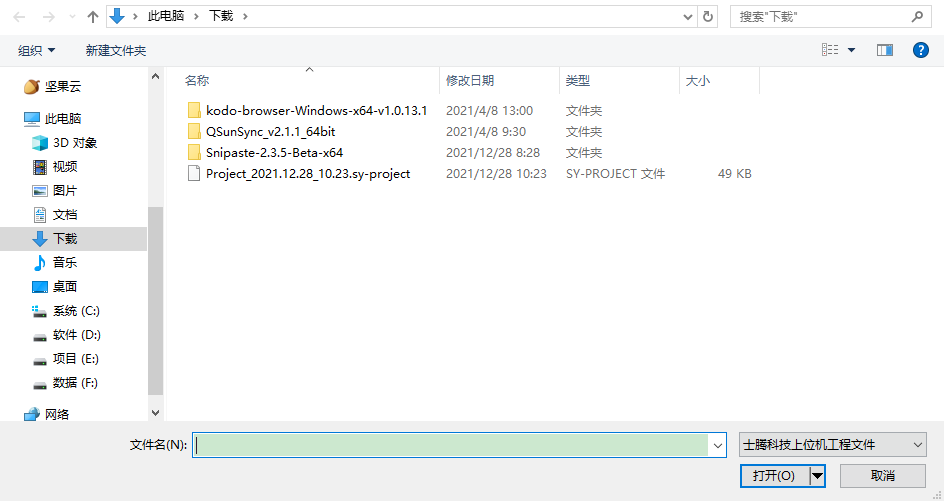 此电脑 下载 搜索"下载"
组织 新建文件夹
名称 修改日期 类型 大小
坚果云
此电脑
3D 对象
视频
图片
文档
下载
音乐
桌面
系统 (C:)
软件 (D:)
项目 (E:)
数据 (F:)
网络
kodo-browser-Windows-x64-v1.0.13.1 2021/4/8 13:00 文件夹
QSunSync_v2.1.1_64bit 2021/4/8 9:30 文件夹
Snipaste-2.3.5-Beta-x64 2021/12/28 8:28 文件夹
Project_2021.12.28_10.23.sy-project 2021/12/28 10:23 SY-PROJECT 文件 49 KB
文件名(N): 士腾科技上位机工程文件
打开(O) 取消